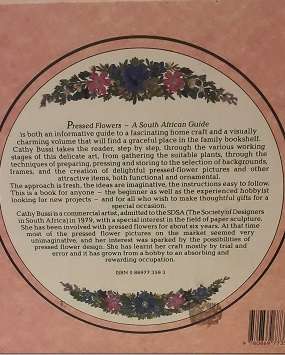 Pressed Flowers – A South African Guide
is both an informative guide to a fascinating home craft and a visually
charming volume that will find a graceful place in the family bookshelf.
Cathy Bussi takes the reader, step by step, through the various working
stages of this delicate art, from gathering the suitable plants, through the
techniques of preparing, pressing and storing to the selection of backgrounds,
frames, and the creation of delightful pressed-flower pictures and other
attractive items, both functional and ornamental.
The approach is fresh, the ideas are imaginative, the instructions easy to follow.
This is a book for anyone – the beginner as well as the experienced hobbyist
looking for new projects – and for all who wish to make thoughtful gifts for a
special occasion.
Cathy Bussi is a commercial artist, admitted to the SDSA (The Society of Designers
in South Africa) in 1979, with a special interest in the field of paper sculpture.
She has been involved with pressed flowers for about six years. At that time
most of the pressed flower pictures on the market seemed very
unimaginative, and her interest was sparked by the possibilities of
pressed flower design. She has learnt her craft mostly by trial and
error and it has grown from a hobby to an absorbing and
rewarding occupation.
ISBN 0 86977 339 3